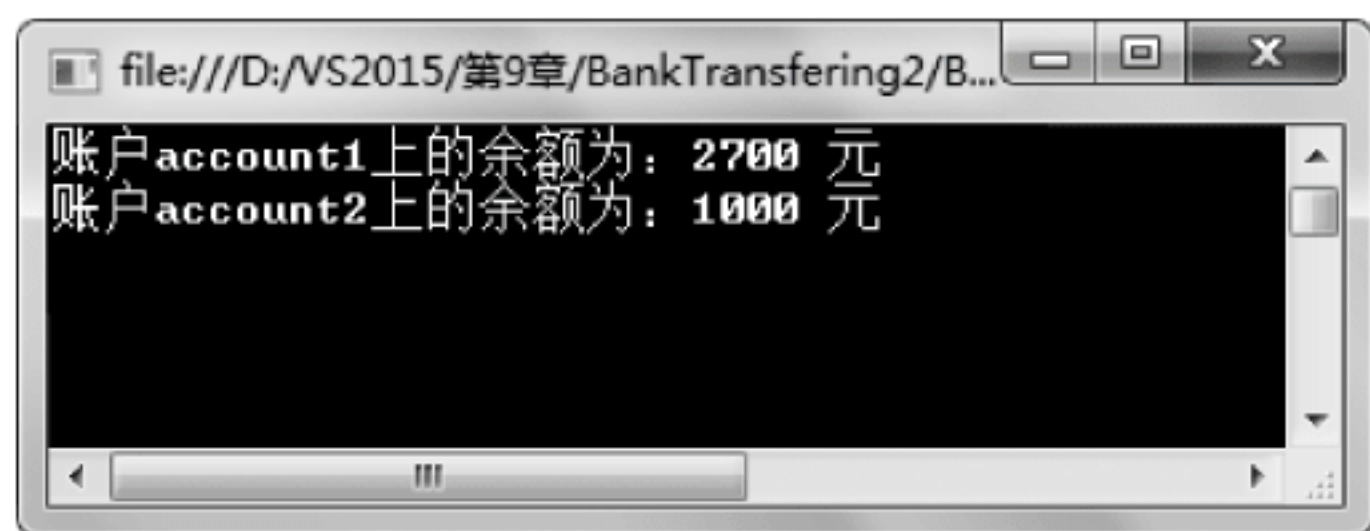 file:///D:/VS2015/第9章/BankTransfering2/B...
账户account1上的余额为：2700 元
账户account2上的余额为：1000 元